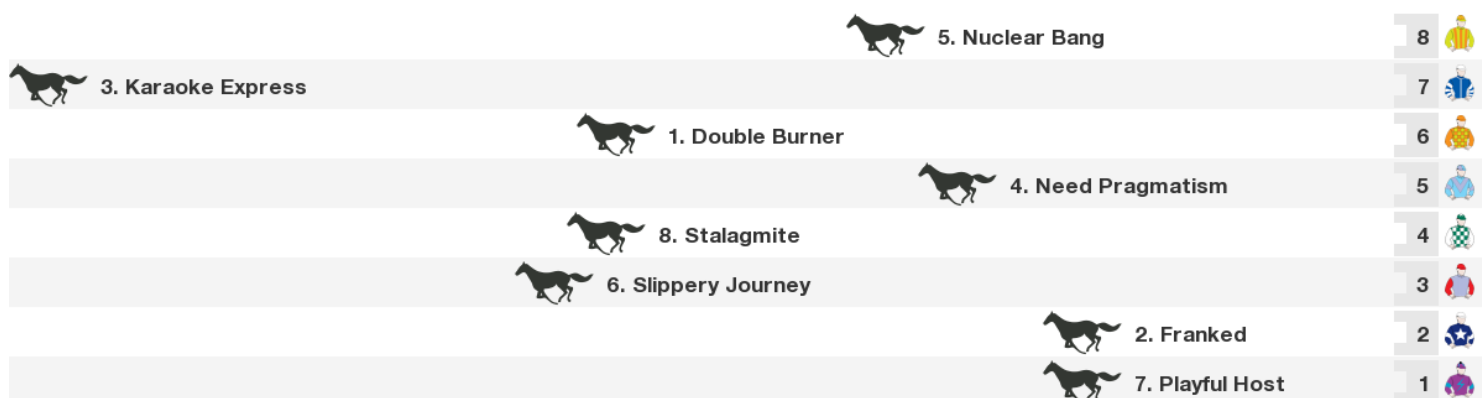 5. Nuclear Bang 8
3. Karaoke Express 7
1. Double Burner 6
4. Need Pragmatism 5
8. Stalagmite 4
6. Slippery Journey 3
2. Franked 2
7. Playful Host 1